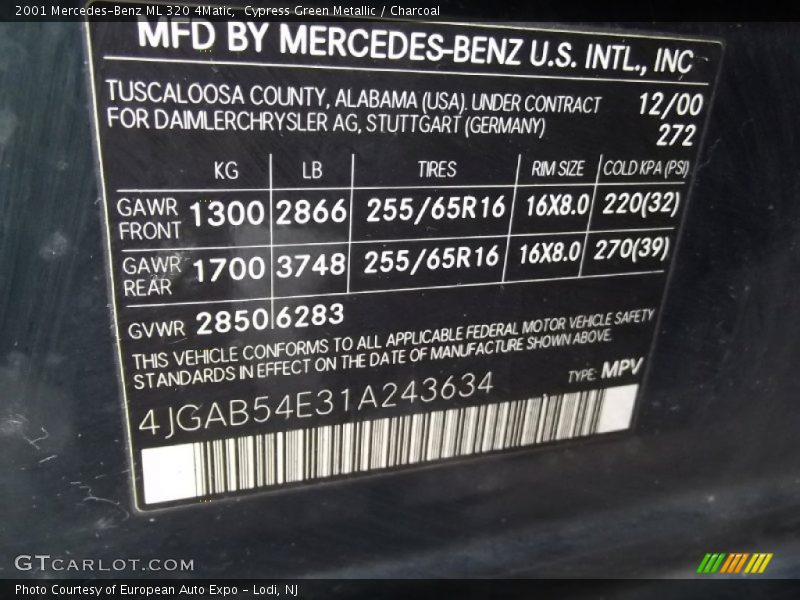 2001 Mercedes-Benz ML 320 4Matic,  Cypress Green Metallic / Charcoal
MFD BY MERCEDES-BENZ U.S. INTL., INC
TUSCALOOSA COUNTY, ALABAMA (USA). UNDER CONTRACT 12/00
FOR DAIMLERCHRYSLER AG, STUTTGART (GERMANY) 272
KG LB TIRES RIM SIZE COLD KPA (PSI)
GAWR FRONT 1300 2866 255/65R16 16X8.0 220(32)
GAWR REAR 1700 3748 255/65R16 16X8.0 270(39)
GVWR 2850 6283
THIS VEHICLE CONFORMS TO ALL APPLICABLE FEDERAL MOTOR VEHICLE SAFETY
STANDARDS IN EFFECT ON THE DATE OF MANUFACTURE SHOWN ABOVE.
4JGAB54E31A243634 TYPE: MPV
GTCARLOT.COM
Photo Courtesy of European Auto Expo - Lodi, NJ